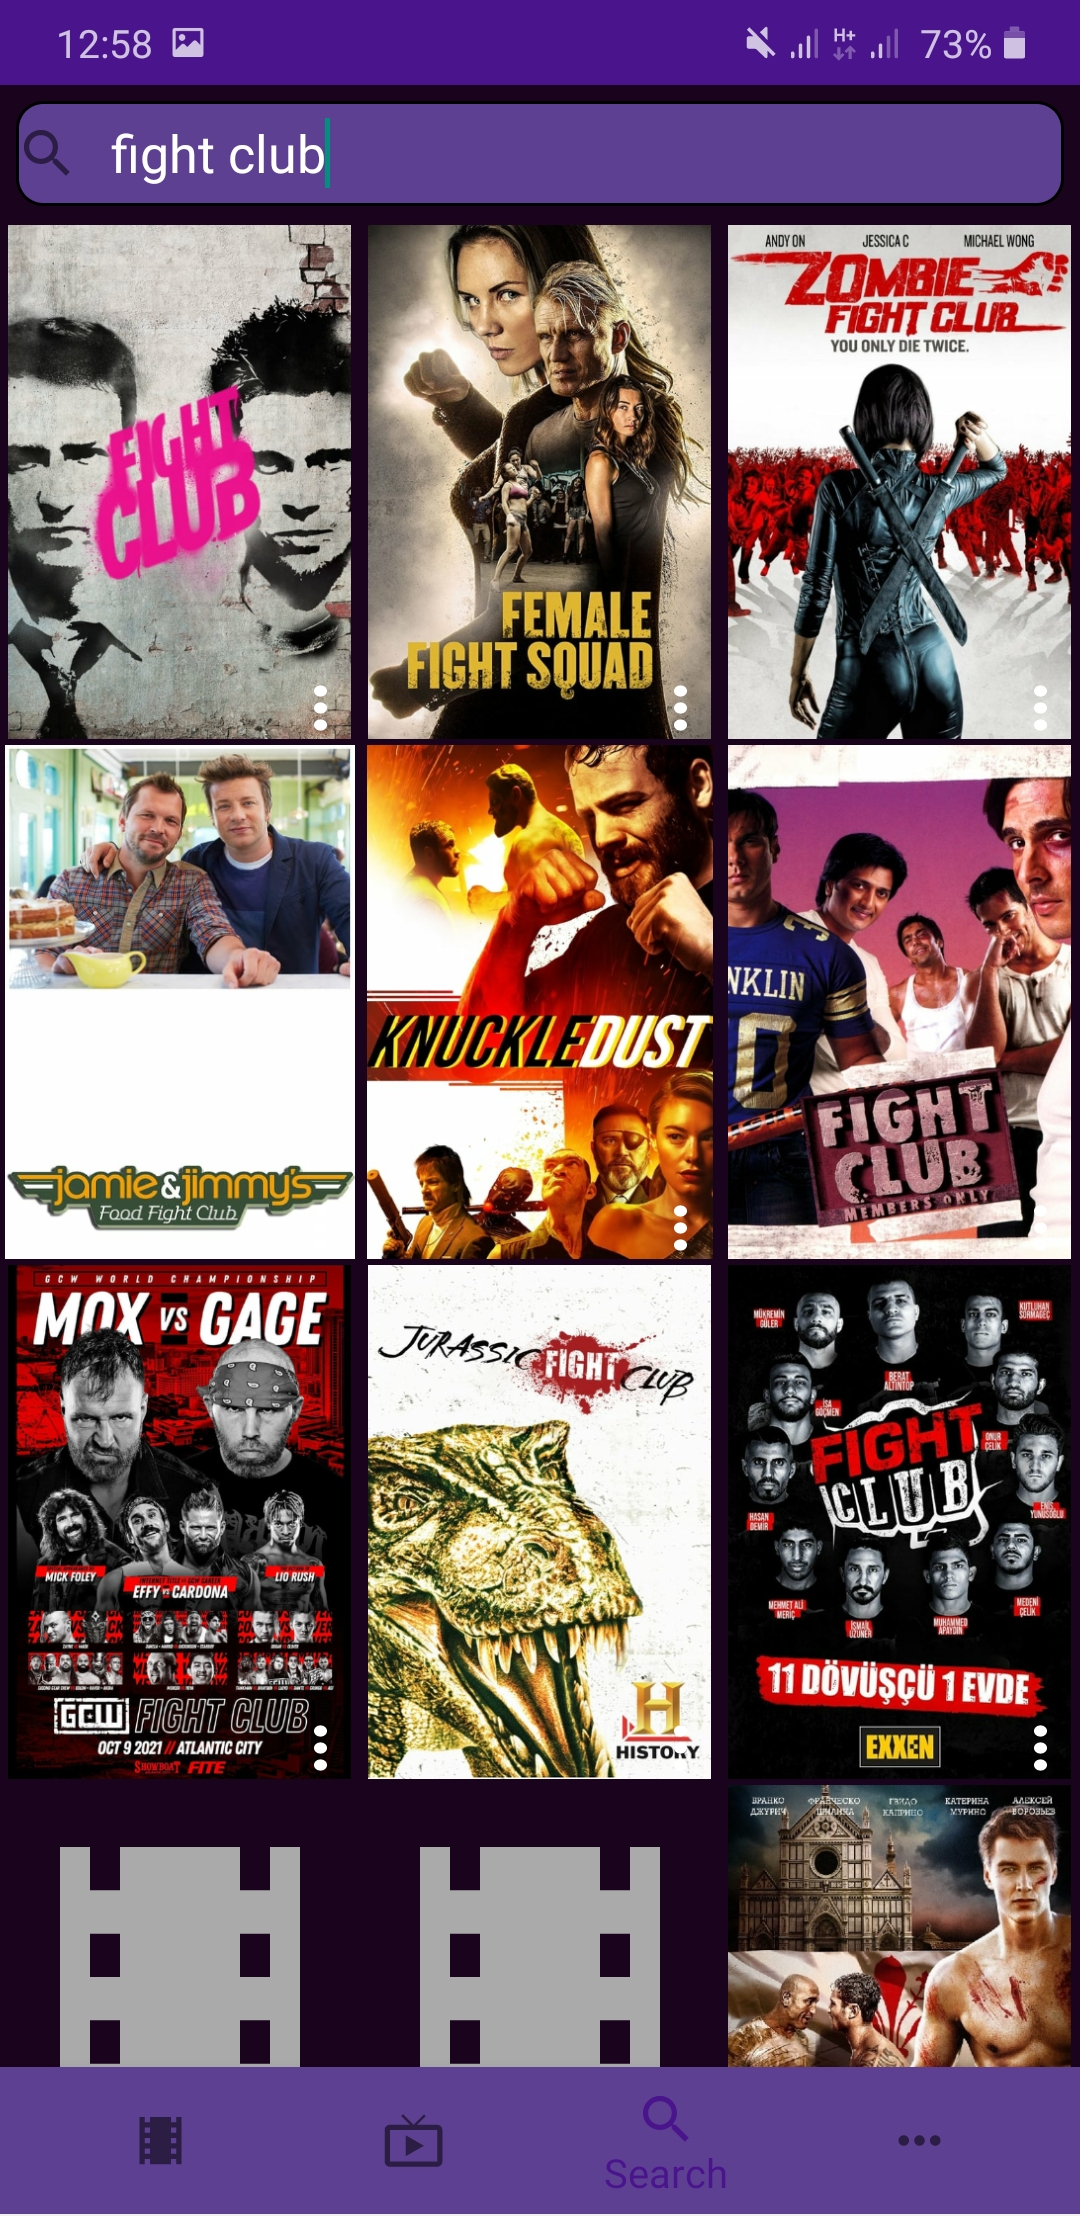 12:58
H+
73%
fight club
FIGHT
CLUB
FEMALE
FIGHT SQUAD
ANDY ON JESSICA C MICHAEL WONG
ZOMBIE
FIGHT CLUB
YOU ONLY DIE TWICE.
jamie&jimmy's
Food Fight Club
KNUCKLEDUST
NKLIN
FIGHT
CLUB
MEMBERS ONLY
GCW WORLD CHAMPIONSHIP
MOX VS GAGE
MICK FOLEY
EFFY VS CARDONA
LIO RUSH
GCW FIGHT CLUB
OCT 9 2021 // ATLANTIC CITY
SHOWBOAT FITE
JURASSIC FIGHT CLUB
H
HISTORY
MÜKREMİN
GÜLER
KUTLUHAN
SORMAGEÇ
BERAT
ALTINTOP
İSA
GÖÇMEN
FIGHT
CLUB
ONUR
ÇELİK
HASAN
DEMİR
ENİS
YUNUSOĞLU
MEHMET ALİ
MERİÇ
İSMAİL
UZUNER
MUHAMMED
APAYDIN
MEDENİ
ÇELİK
11 DÖVÜŞÇÜ 1 EVDE
EXXEN
БРАНКО ФРАНЧЕСКО ГВИДО КАТЕРИНА АЛЕКСЕЙ
ДЖУРИЧ КАПРИНО МУРИНО ВОРОБЬЕВ
Search